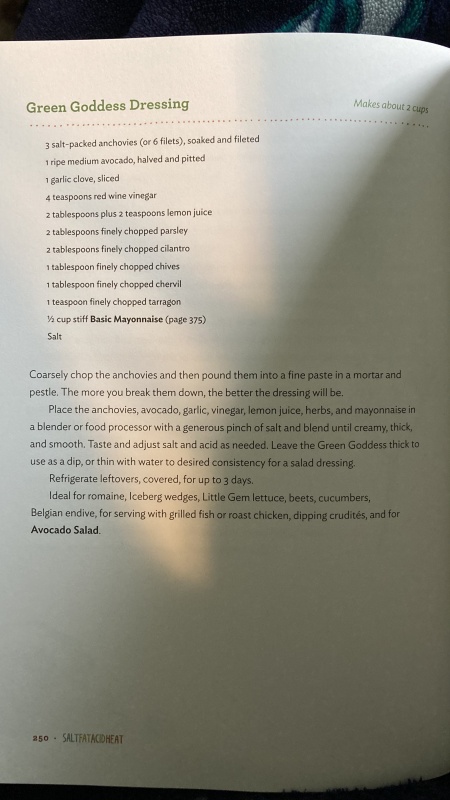 Green Goddess Dressing
Makes about 2 cups
3 salt-packed anchovies (or 6 filets), soaked and fileted
1 ripe medium avocado, halved and pitted
1 garlic clove, sliced
4 teaspoons red wine vinegar
2 tablespoons plus 2 teaspoons lemon juice
2 tablespoons finely chopped parsley
2 tablespoons finely chopped cilantro
1 tablespoon finely chopped chives
1 tablespoon finely chopped chervil
1 teaspoon finely chopped tarragon
½ cup stiff Basic Mayonnaise (page 375)
Salt
Coarsely chop the anchovies and then pound them into a fine paste in a mortar and
pestle. The more you break them down, the better the dressing will be.
Place the anchovies, avocado, garlic, vinegar, lemon juice, herbs, and mayonnaise in
a blender or food processor with a generous pinch of salt and blend until creamy, thick,
and smooth. Taste and adjust salt and acid as needed. Leave the Green Goddess thick to
use as a dip, or thin with water to desired consistency for a salad dressing.
Refrigerate leftovers, covered, for up to 3 days.
Ideal for romaine, Iceberg wedges, Little Gem lettuce, beets, cucumbers,
Belgian endive, for serving with grilled fish or roast chicken, dipping crudités, and for
Avocado Salad.
250 · SALTFATACIDHEAT